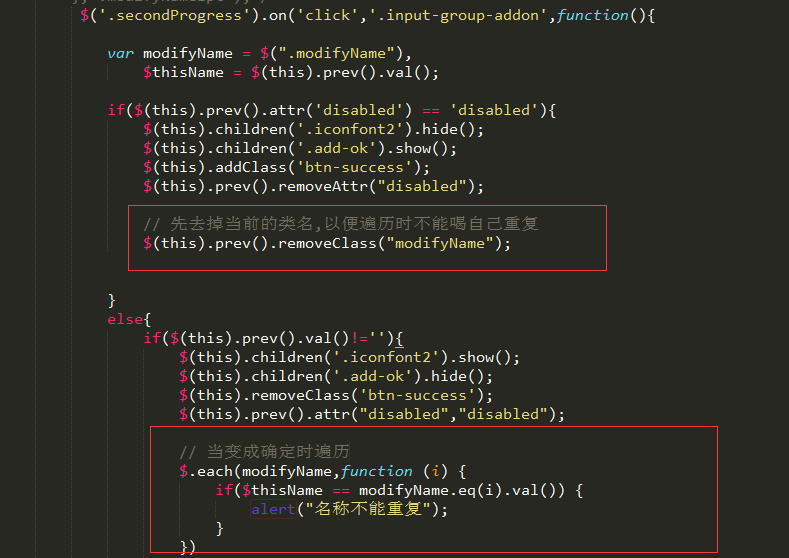 $('.secondProgress').on('click','.input-group-addon',function(){
var modifyName = $(".modifyName"),
$thisName = $(this).prev().val();
if($(this).prev().attr('disabled') == 'disabled'){
$(this).children('.iconfont2').hide();
$(this).children('.add-ok').show();
$(this).addClass('btn-success');
$(this).prev().removeAttr("disabled");
// 先去掉当前的类名,以便遍历时不能喝自己重复
$(this).prev().removeClass("modifyName");
}
else{
if($(this).prev().val()!=''){
$(this).children('.iconfont2').show();
$(this).children('.add-ok').hide();
$(this).removeClass('btn-success');
$(this).prev().attr("disabled","disabled");
// 当变成确定时遍历
$.each(modifyName,function (i) {
if($thisName == modifyName.eq(i).val()) {
alert("名称不能重复");
}
})